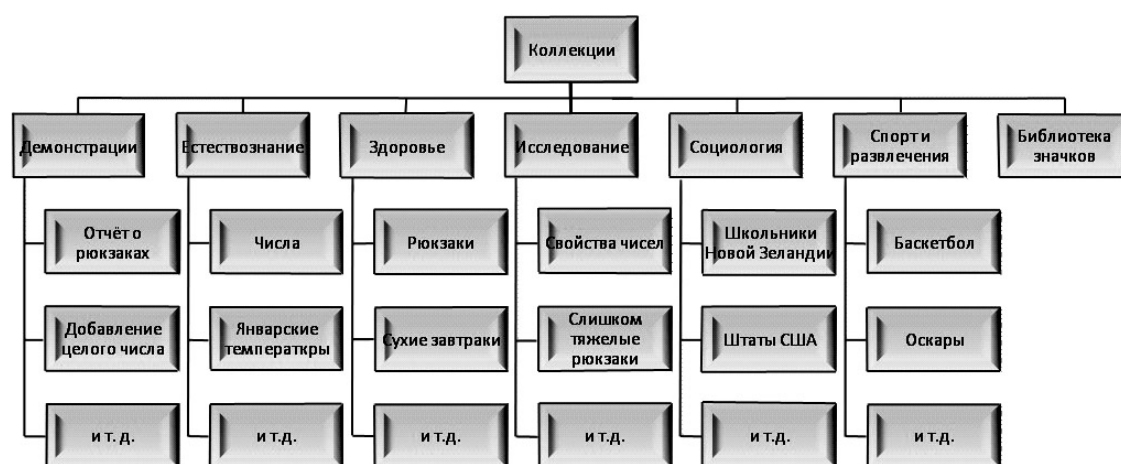 Коллекции
Демонстрации
Естествознание
Здоровье
Исследование
Социология
Спорт и
развлечения
Библиотека
значков
Отчёт о
рюкзаках
Числа
Рюкзаки
Свойства чисел
Школьники
Новой Зеландии
Баскетбол
Добавление
целого числа
Январские
температкры
Сухие завтраки
Слишком
тяжелые
рюкзаки
Штаты США
Оскары
и т.д.
и т.д.
и т.д.
и т.д.
и т.д.
и т.д.